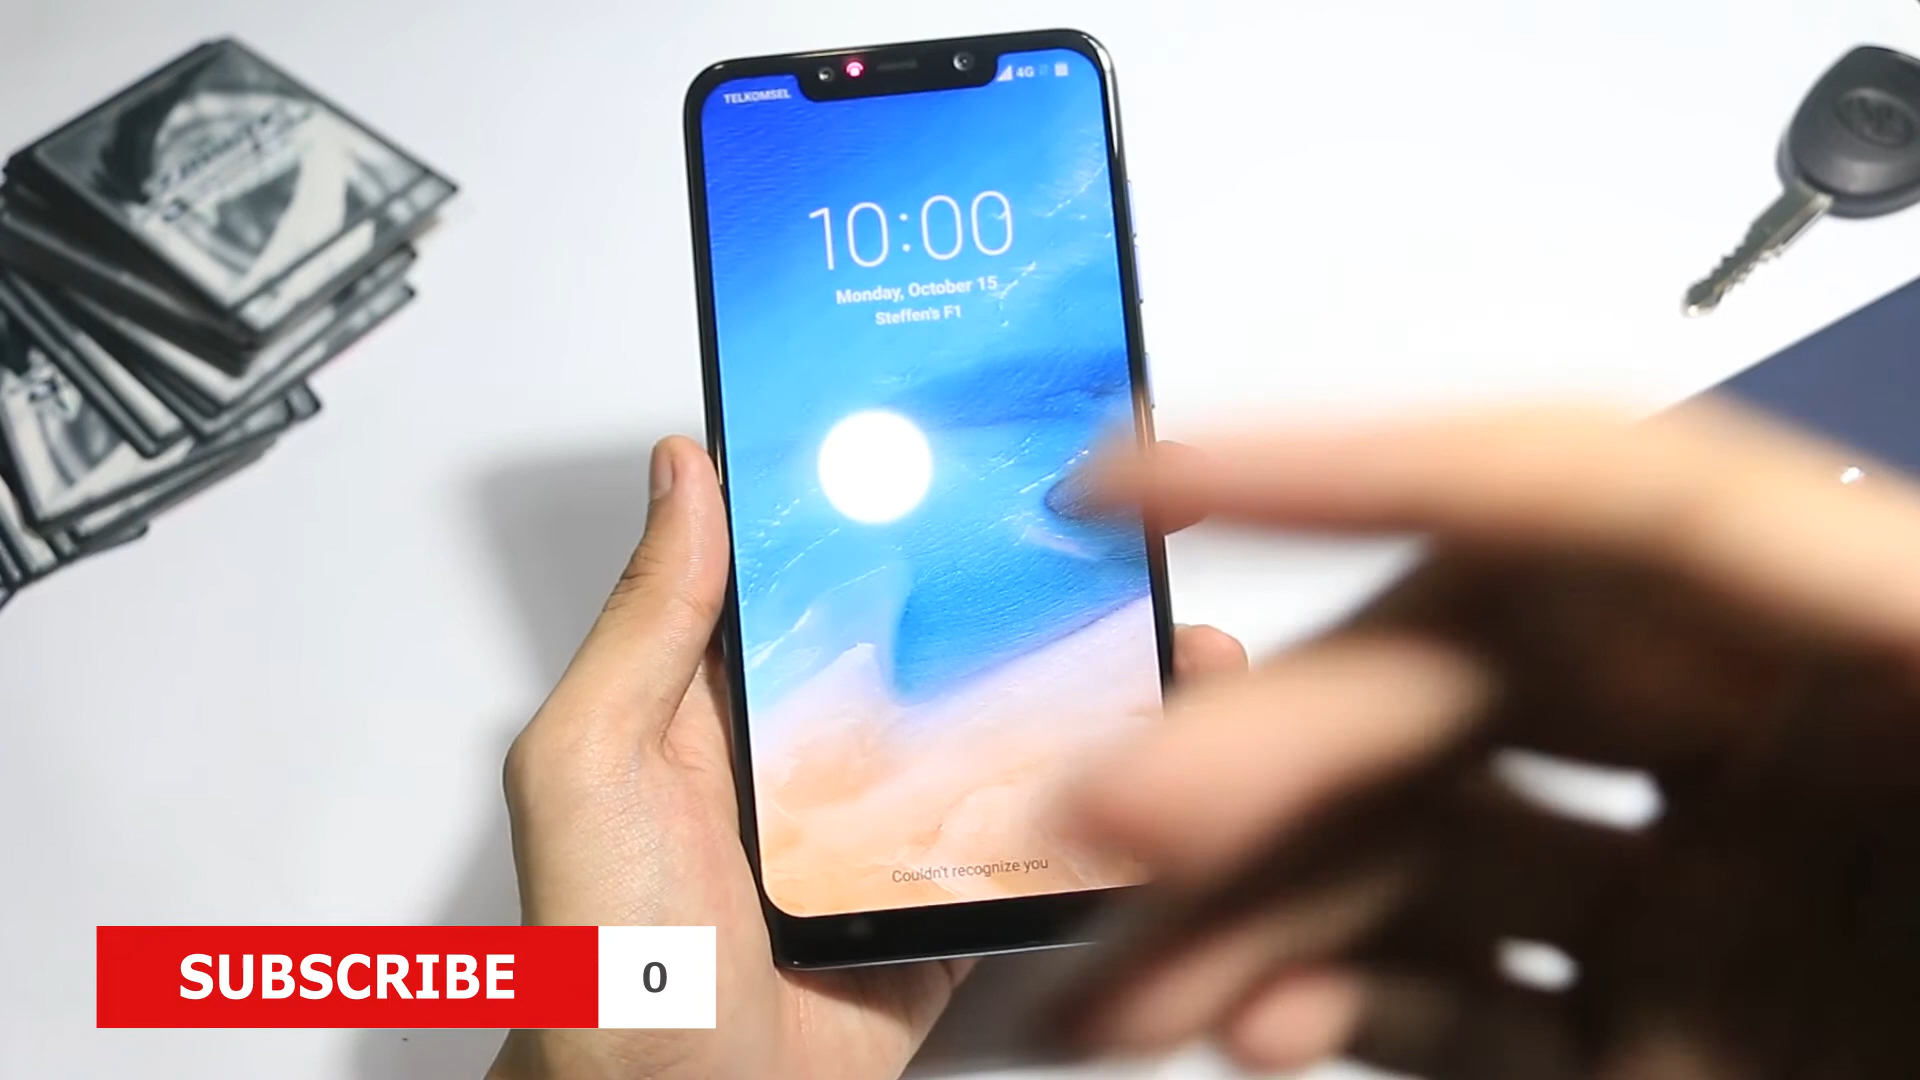 TELKOMSEL
4G
10:00
Monday, October 15
Steffen's F1
Couldn't recognize you
SUBSCRIBE
0